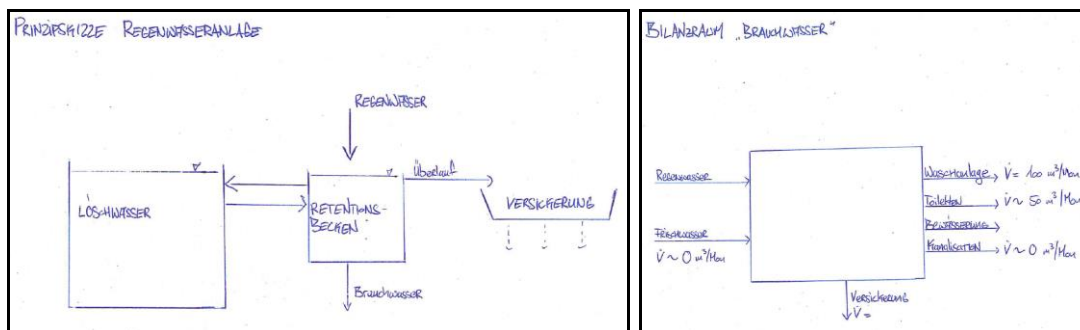 PRINZIPSKIZZE REGENWASSERANLAGE
REGENWASSER
Überlauf
LÖSCHWASSER
RETENTIONS-
BECKEN
VERSICKERUNG
Brauchwasser
BILANZRAUM „BRAUCHWASSER“
Regenwasser
Frischwasser
V̇ ~ 0 m³/Mon
Waschanlage V̇ = 100 m³/Mon
Toiletten V̇ ~ 50 m³/Mon
Bewässerung
Kanalisation V̇ ~ 0 m³/Mon
Versickerung
V̇ =